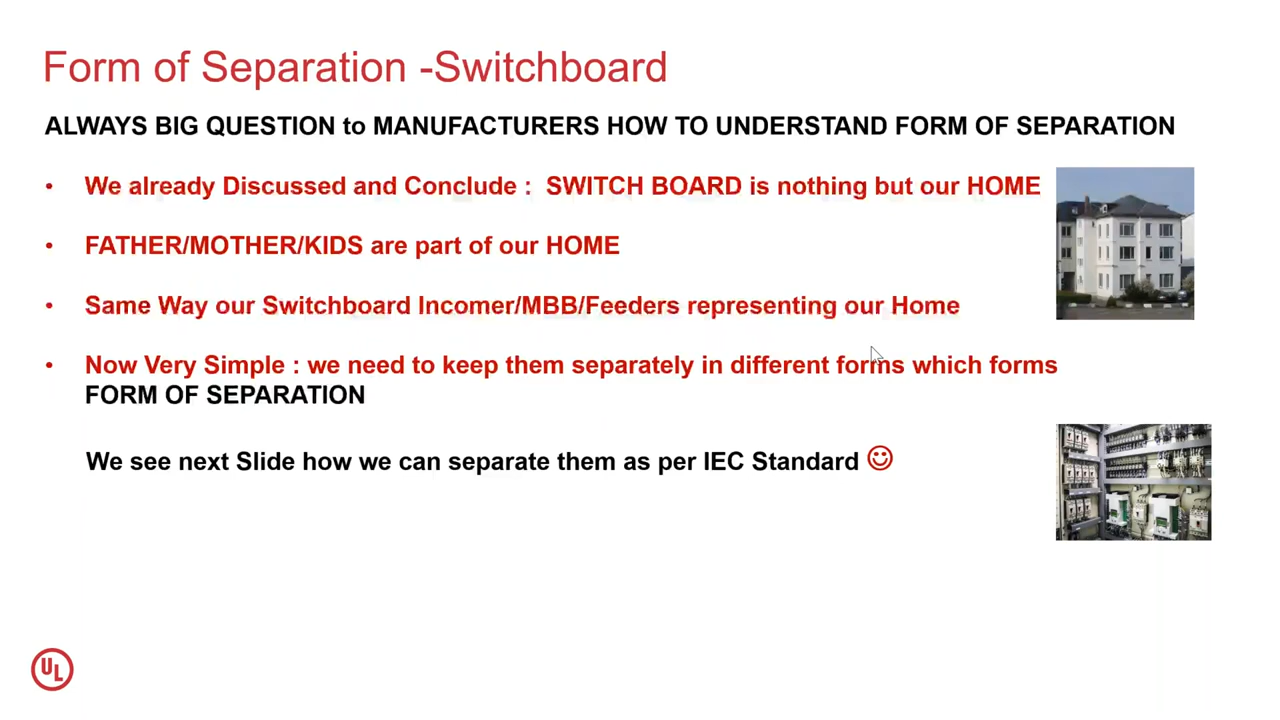 Form of Separation -Switchboard
ALWAYS BIG QUESTION to MANUFACTURERS HOW TO UNDERSTAND FORM OF SEPARATION
• We already Discussed and Conclude : SWITCH BOARD is nothing but our HOME
• FATHER/MOTHER/KIDS are part of our HOME
• Same Way our Switchboard Incomer/MBB/Feeders representing our Home
• Now Very Simple : we need to keep them separately in different forms which forms
FORM OF SEPARATION
We see next Slide how we can separate them as per IEC Standard ☺
UL